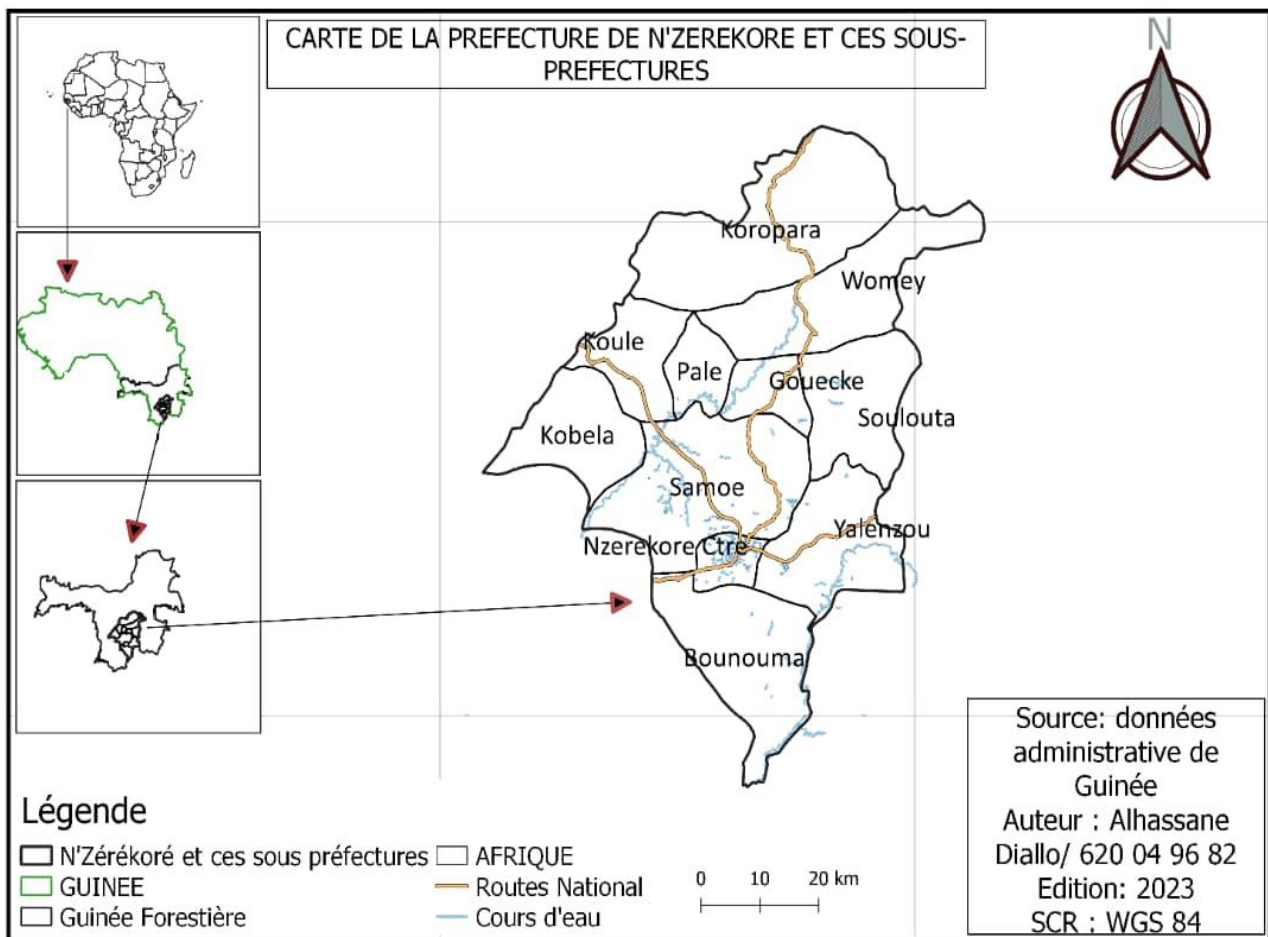 CARTE DE LA PREFECTURE DE N'ZEREKORE ET CES SOUS-
PREFECTURES
N
Koropara
Womey
Koule
Pale
Gouecke
Soulouta
Kobela
Samoe
Yalenzou
Nzerekore Ctre
Bounouma
Légende
N'Zérékoré et ces sous préfectures
GUINEE
Guinée Forestière
AFRIQUE
Routes National
Cours d'eau
0 10 20 km
Source: données
administrative de
Guinée
Auteur : Alhassane
Diallo/ 620 04 96 82
Edition: 2023
SCR : WGS 84